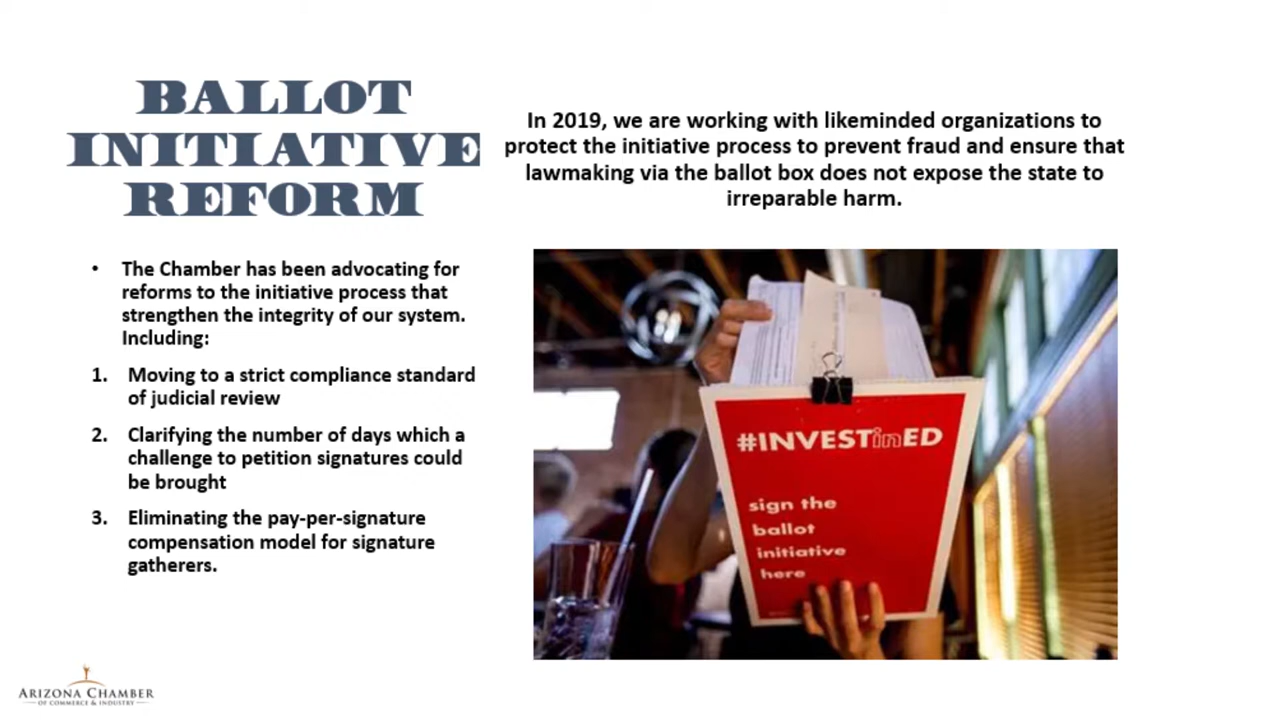 BALLOT
INITIATIVE
REFORM
In 2019, we are working with likeminded organizations to
protect the initiative process to prevent fraud and ensure that
lawmaking via the ballot box does not expose the state to
irreparable harm.
• The Chamber has been advocating for
reforms to the initiative process that
strengthen the integrity of our system.
Including:
1. Moving to a strict compliance standard
of judicial review
2. Clarifying the number of days which a
challenge to petition signatures could
be brought
3. Eliminating the pay-per-signature
compensation model for signature
gatherers.
#INVESTinED
sign the
ballot
initiative
here
ARIZONA CHAMBER
OF COMMERCE & INDUSTRY